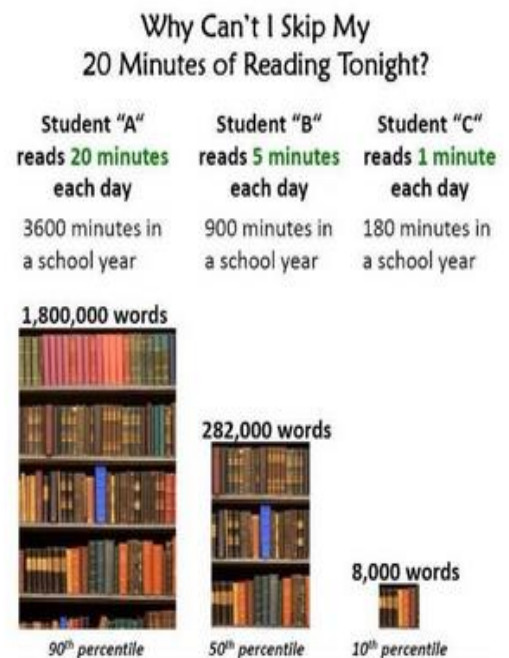 Why Can't I Skip My
20 Minutes of Reading Tonight?
Student "A"
reads 20 minutes
each day
3600 minutes in
a school year
1,800,000 words
90th percentile
Student "B"
reads 5 minutes
each day
900 minutes in
a school year
282,000 words
50th percentile
Student "C"
reads 1 minute
each day
180 minutes in
a school year
8,000 words
10th percentile